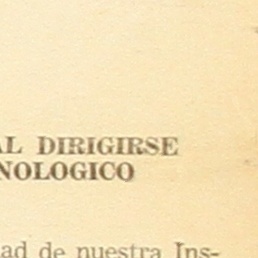 AL DIRIGIRSE
NOLOGICO
ad de nuestra Ins-